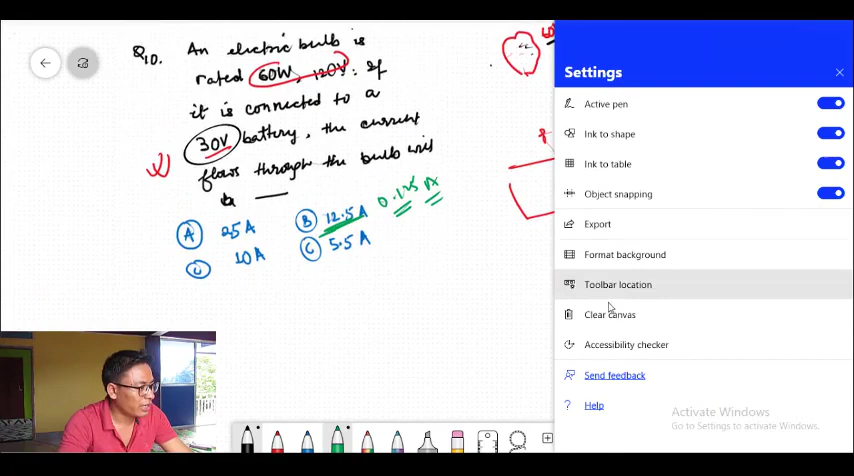 Q10. An electric bulb is
rated 60W, 120V. If
it is connected to a
30V battery, the current
flows through the bulb will
be ___
0.125 A
A 25A
B 12.5A
10A
C 5.5 A
Settings
Active pen
Ink to shape
Ink to table
Object snapping
Export
Format background
Toolbar location
Clear canvas
Accessibility checker
Send feedback
Help
Activate Windows
Go to Settings to activate Windows.